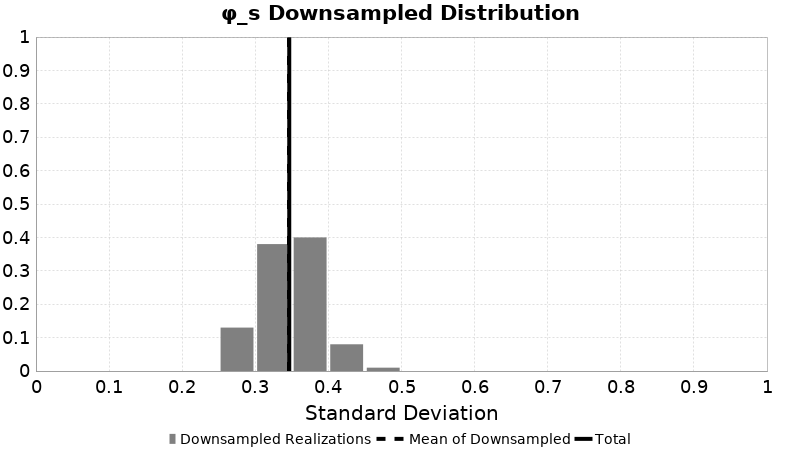 φ_s Downsampled Distribution
1
0.9
0.8
0.7
0.6
0.5
0.4
0.3
0.2
0.1
0
0 0.1 0.2 0.3 0.4 0.5 0.6 0.7 0.8 0.9 1
Standard Deviation
Downsampled Realizations Mean of Downsampled Total